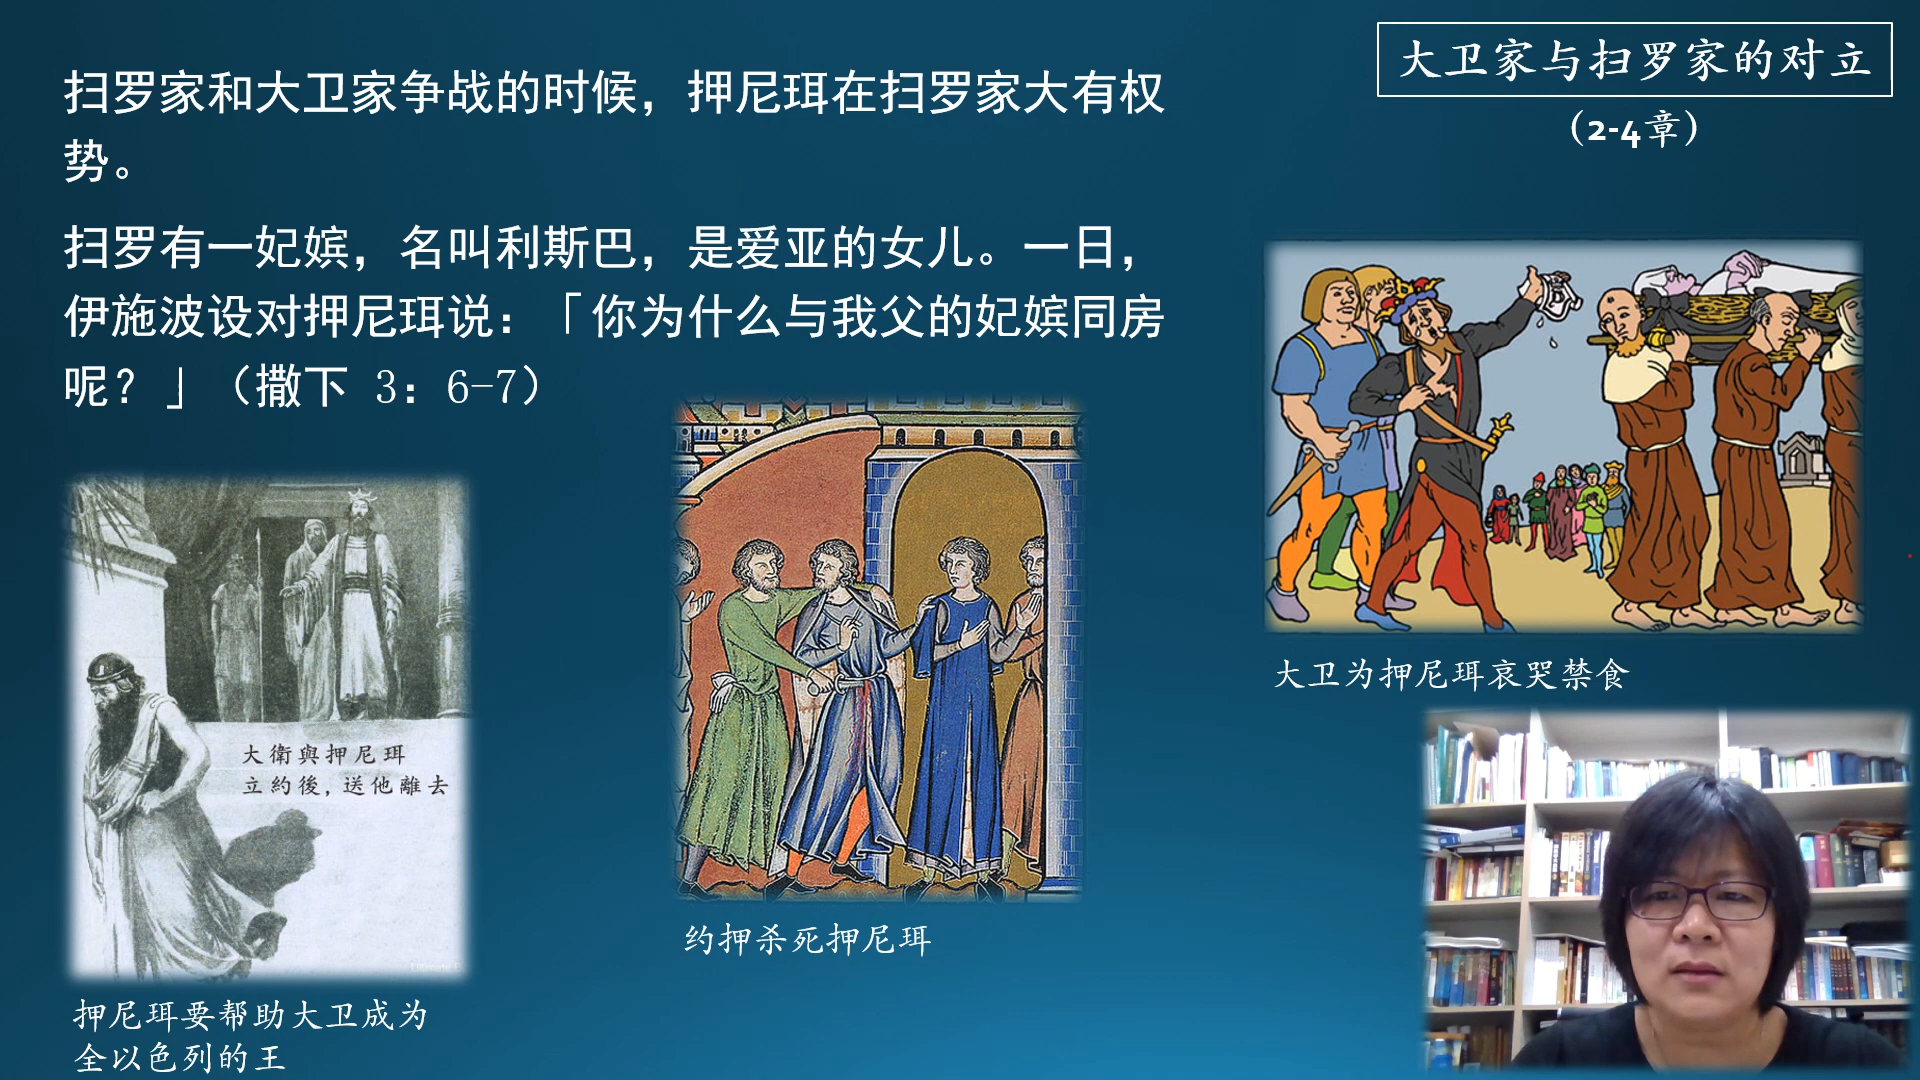 大卫家与扫罗家的对立
（2-4章）
扫罗家和大卫家争战的时候，押尼珥在扫罗家大有权
势。
扫罗有一妃嫔，名叫利斯巴，是爱亚的女儿。一日，
伊施波设对押尼珥说：「你为什么与我父的妃嫔同房
呢？」（撒下 3：6-7）
大衛與押尼珥
立約後，送他離去
押尼珥要帮助大卫成为
全以色列的王
约押杀死押尼珥
大卫为押尼珥哀哭禁食